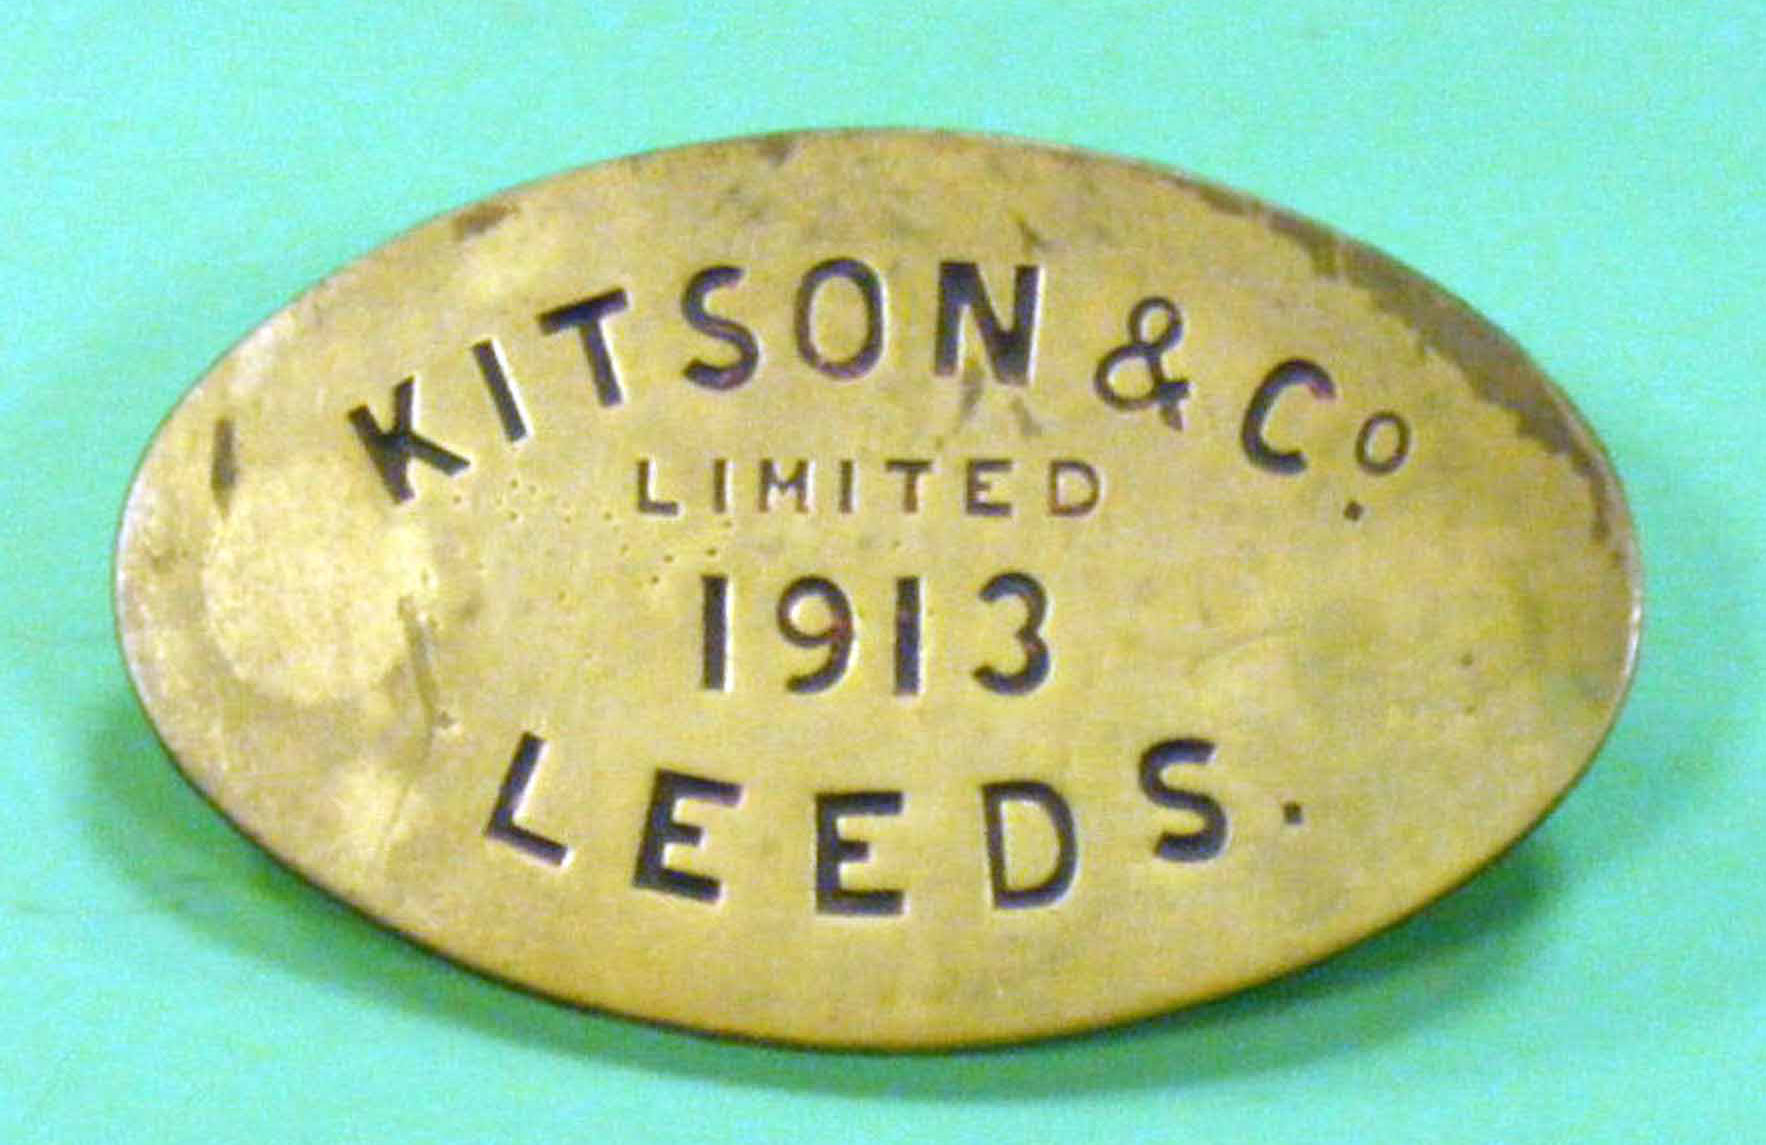 KITSON & Co.
LIMITED
1913
LEEDS.